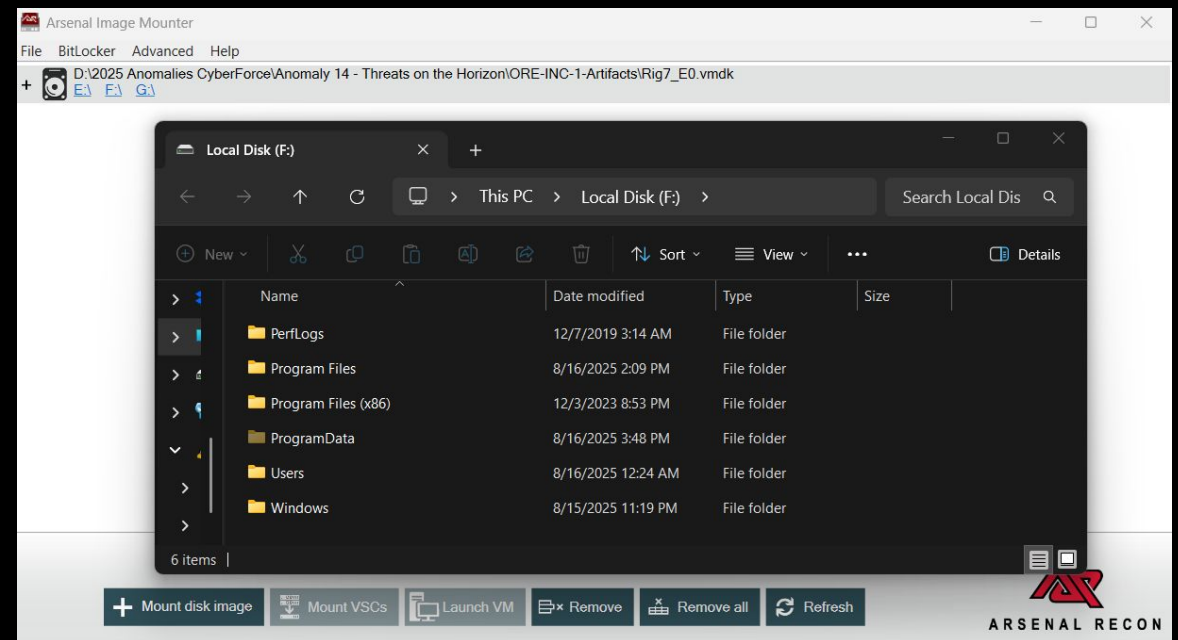 Arsenal Image Mounter
File BitLocker Advanced Help
+ D:\2025 Anomalies CyberForce\Anomaly 14 - Threats on the Horizon\ORE-INC-1-Artifacts\Rig7_E0.vmdk
E:\ F:\ G:\
Local Disk (F:)
This PC > Local Disk (F:) >
Search Local Dis
New Sort View ... Details
Name Date modified Type Size
PerfLogs 12/7/2019 3:14 AM File folder
Program Files 8/16/2025 2:09 PM File folder
Program Files (x86) 12/3/2023 8:53 PM File folder
ProgramData 8/16/2025 3:48 PM File folder
Users 8/16/2025 12:24 AM File folder
Windows 8/15/2025 11:19 PM File folder
6 items
Mount disk image Mount VSCs Launch VM Remove Remove all Refresh
ARSENAL RECON